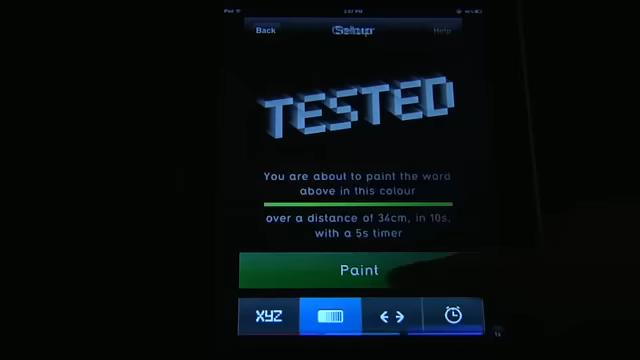 iPad
Back
Help
TESTED
You are about to paint the word
above in this colour
over a distance of 34cm, in 10s,
with a 5s timer
Paint
XYZ